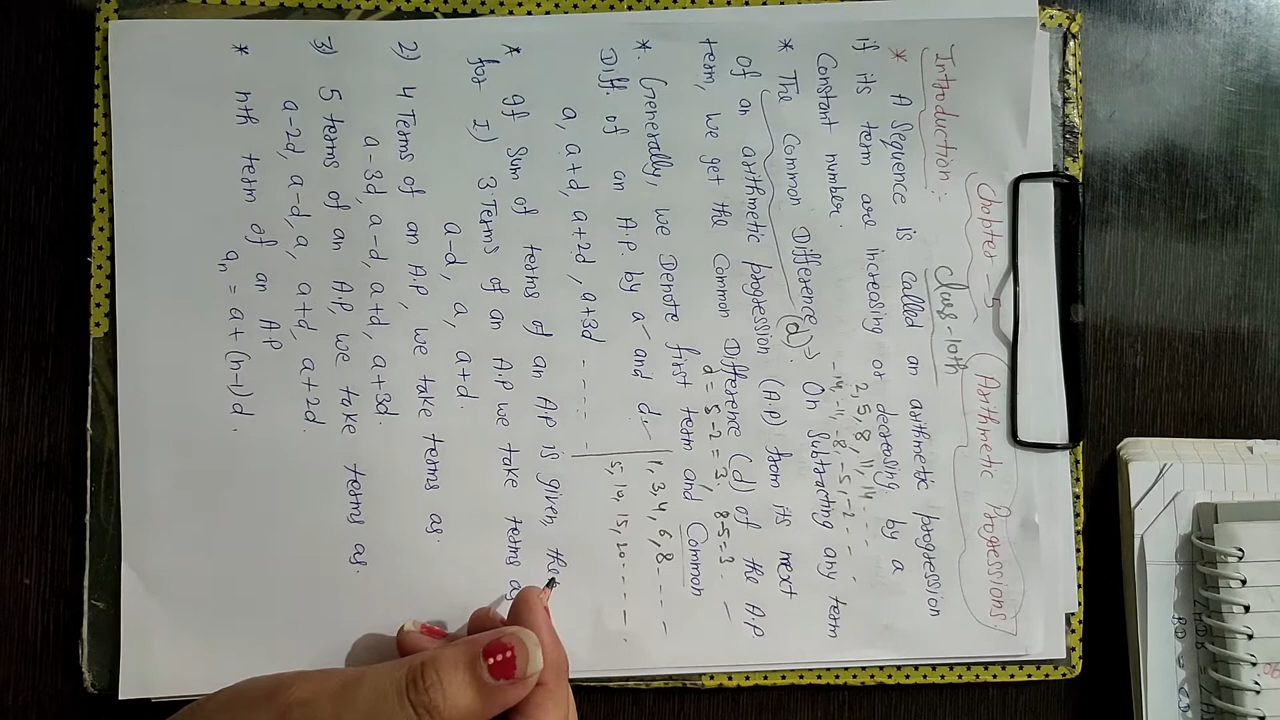 Chapter - 5 (Arithmetic Progressions)
Class - 10th
Introduction :-
* A Sequence is called an arithmetic progression
if its term are increasing or decreasing by a
Constant number.
2, 5, 8, 11, 14 - - -
-14, -11, -8, -5, -2 - - -
* The Common Difference (d) => On Subtracting any term
of an arithmetic progression (A.P) from its next
term, we get the Common Difference (d) of the A.P
d = 5-2 = 3, 8-5=3 -
*. Generally, we Denote first term and Common
Diff. of an A.P. by a and d.
1, 3, 4, 6, 8 - - - -
a, a+d, a+2d, a+3d - - - - -
5, 10, 15, 20 - - - - - .
* If Sum of terms of an AP is given, the
for I) 3 Terms of an A.P we take terms as
a-d, a, a+d.
2) 4 Terms of an A.P, we take terms as.
a-3d, a-d, a+d, a+3d.
3) 5 terms of an A.P, we take terms as.
a-2d, a-d, a, a+d, a+2d.
* nth term of an AP
an = a + (n-1)d.